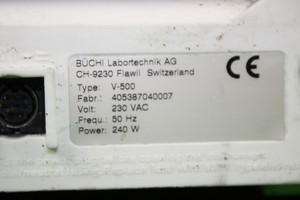 BÜCHI Labortechnik AG
CH-9230 Flawil Switzerland
Type: V-500
Fabr.: 405387040007
Volt: 230 VAC
Frequ.: 50 Hz
Power: 240 W
CE